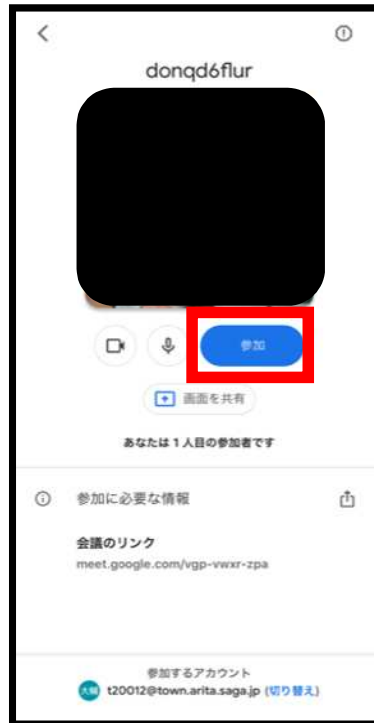 donqd6flur
参加
画面を共有
あなたは1人目の参加者です
参加に必要な情報
会議のリンク
meet.google.com/vgp-vwxr-zpa
参加するアカウント
t20012@town.arita.saga.jp (切り替え)